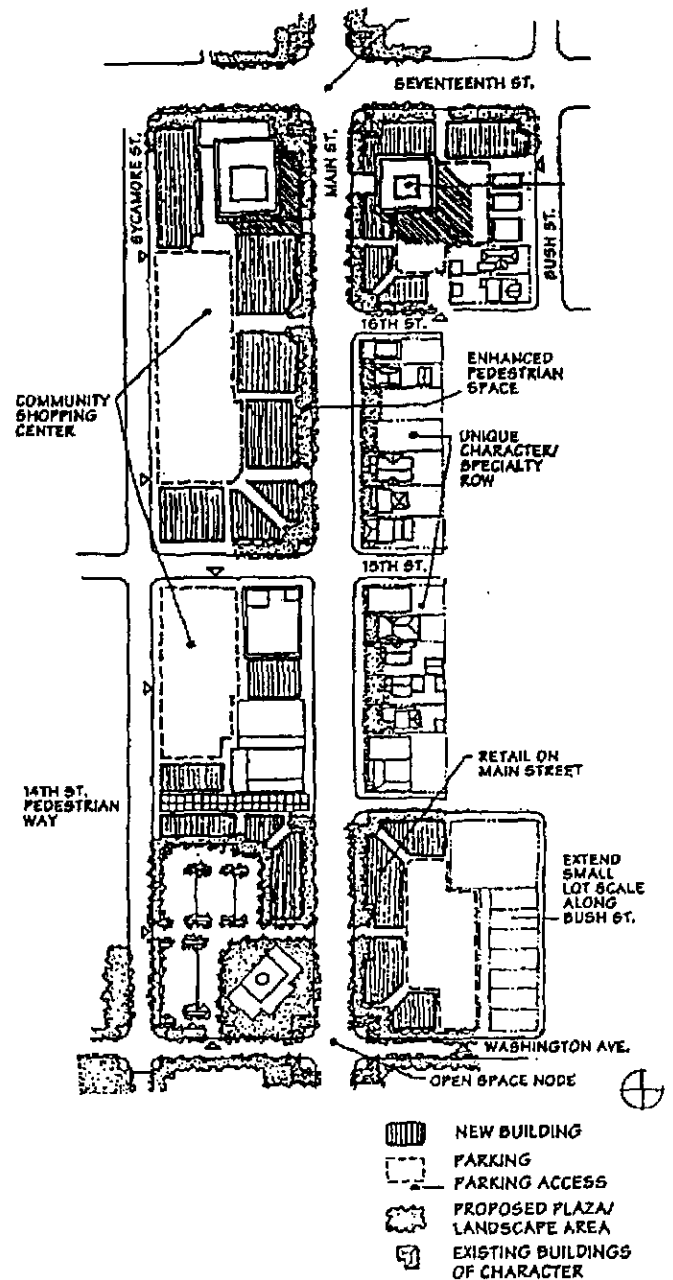 SEVENTEENTH ST.
SYCAMORE ST.
MAIN ST.
BUSH ST.
16TH ST.
ENHANCED
PEDESTRIAN
SPACE
COMMUNITY
SHOPPING
CENTER
UNIQUE
CHARACTER/
SPECIALTY
ROW
15TH ST.
RETAIL ON
MAIN STREET
14TH ST.
PEDESTRIAN
WAY
EXTEND
SMALL
LOT SCALE
ALONG
BUSH ST.
WASHINGTON AVE.
OPEN SPACE NODE
NEW BUILDING
PARKING
PARKING ACCESS
PROPOSED PLAZA/
LANDSCAPE AREA
EXISTING BUILDINGS
OF CHARACTER